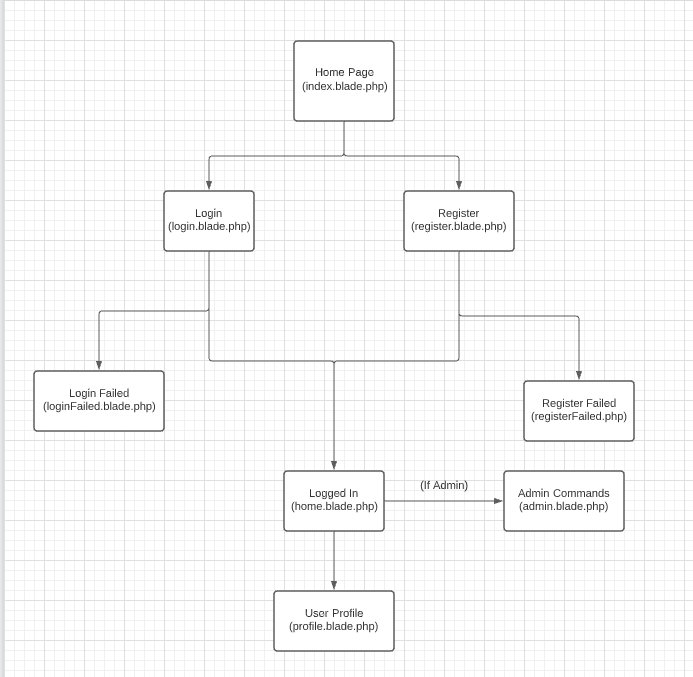 Home Page
(index.blade.php)
Login
(login.blade.php)
Register
(register.blade.php)
Login Failed
(loginFailed.blade.php)
Register Failed
(registerFailed.php)
Logged In
(home.blade.php)
(If Admin)
Admin Commands
(admin.blade.php)
User Profile
(profile.blade.php)